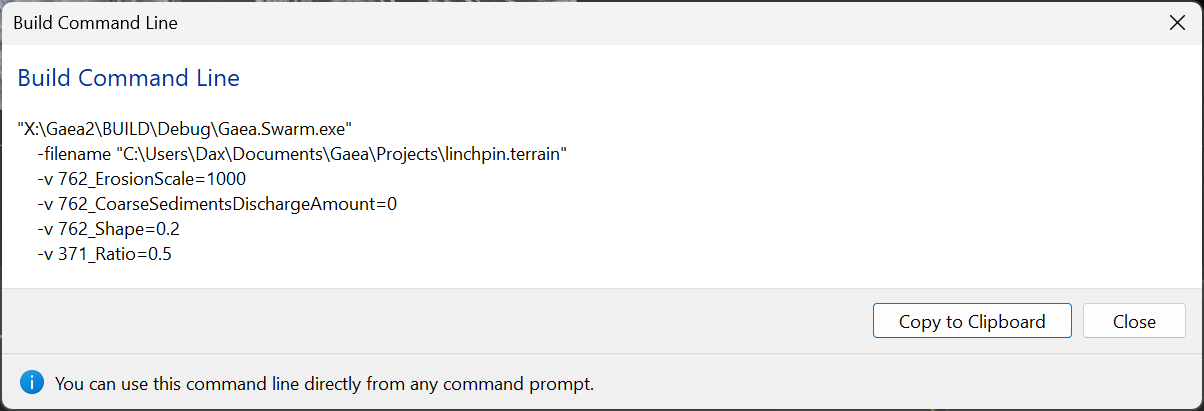 Build Command Line
Build Command Line
"X:\Gaea2\BUILD\Debug\Gaea.Swarm.exe"
-filename "C:\Users\Dax\Documents\Gaea\Projects\linchpin.terrain"
-v 762_ErosionScale=1000
-v 762_CoarseSedimentsDischargeAmount=0
-v 762_Shape=0.2
-v 371_Ratio=0.5
Copy to Clipboard
Close
You can use this command line directly from any command prompt.